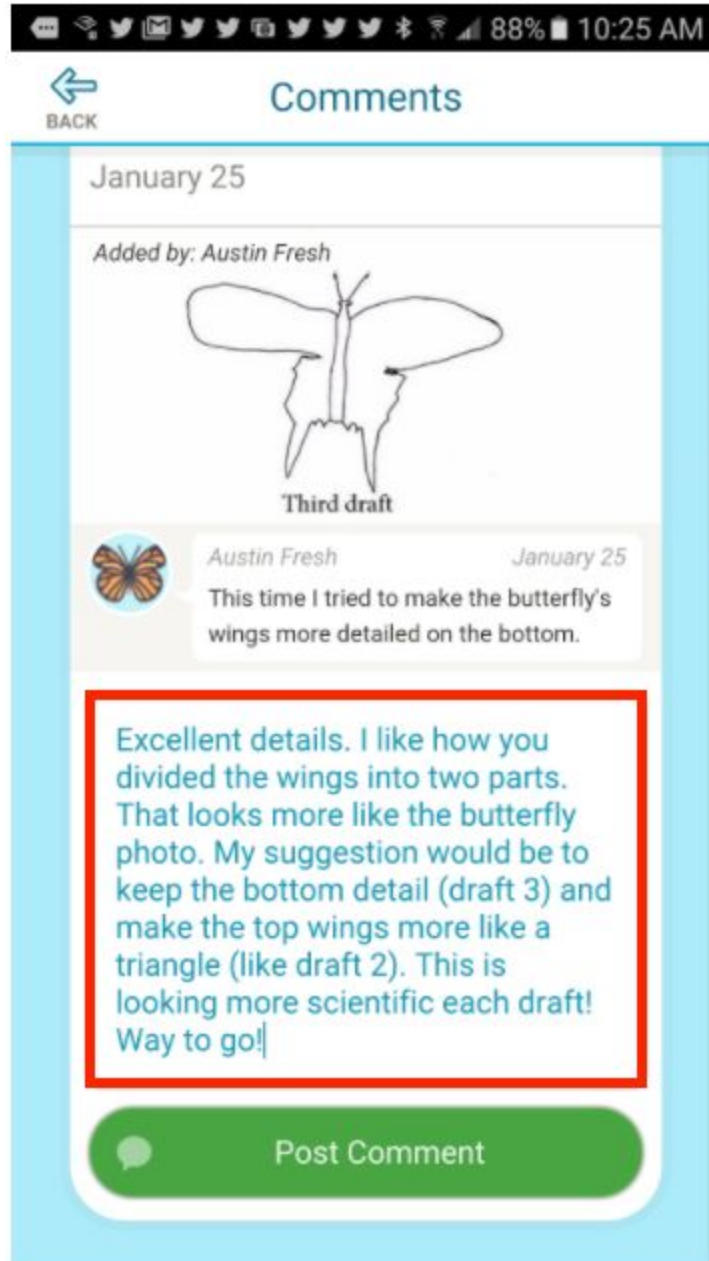 88% 10:25 AM
BACK
Comments
January 25
Added by: Austin Fresh
Third draft
Austin Fresh January 25
This time I tried to make the butterfly's
wings more detailed on the bottom.
Excellent details. I like how you
divided the wings into two parts.
That looks more like the butterfly
photo. My suggestion would be to
keep the bottom detail (draft 3) and
make the top wings more like a
triangle (like draft 2). This is
looking more scientific each draft!
Way to go!
Post Comment